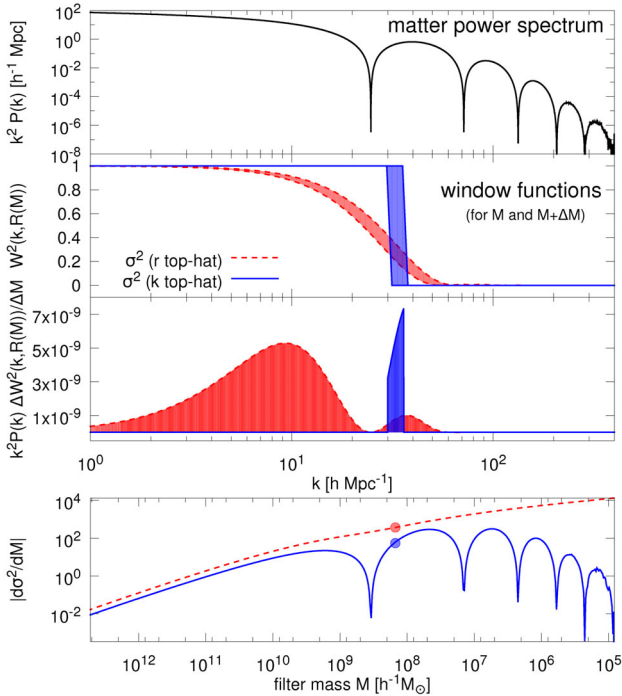 matter power spectrum
k² P(k) [h⁻¹ Mpc]
10²
10⁰
10⁻²
10⁻⁴
10⁻⁶
10⁻⁸
window functions
(for M and M+ΔM)
W²(k,R(M))
1
0.8
0.6
0.4
0.2
0
σ² (r top-hat)
σ² (k top-hat)
k²P(k) ΔW²(k,R(M))/ΔM
7x10⁻⁹
5x10⁻⁹
3x10⁻⁹
1x10⁻⁹
10⁰ 10¹ 10²
k [h Mpc⁻¹]
|dσ²/dM|
10⁴
10²
10⁰
10⁻²
10¹² 10¹¹ 10¹⁰ 10⁹ 10⁸ 10⁷ 10⁶ 10⁵
filter mass M [h⁻¹M⊙]